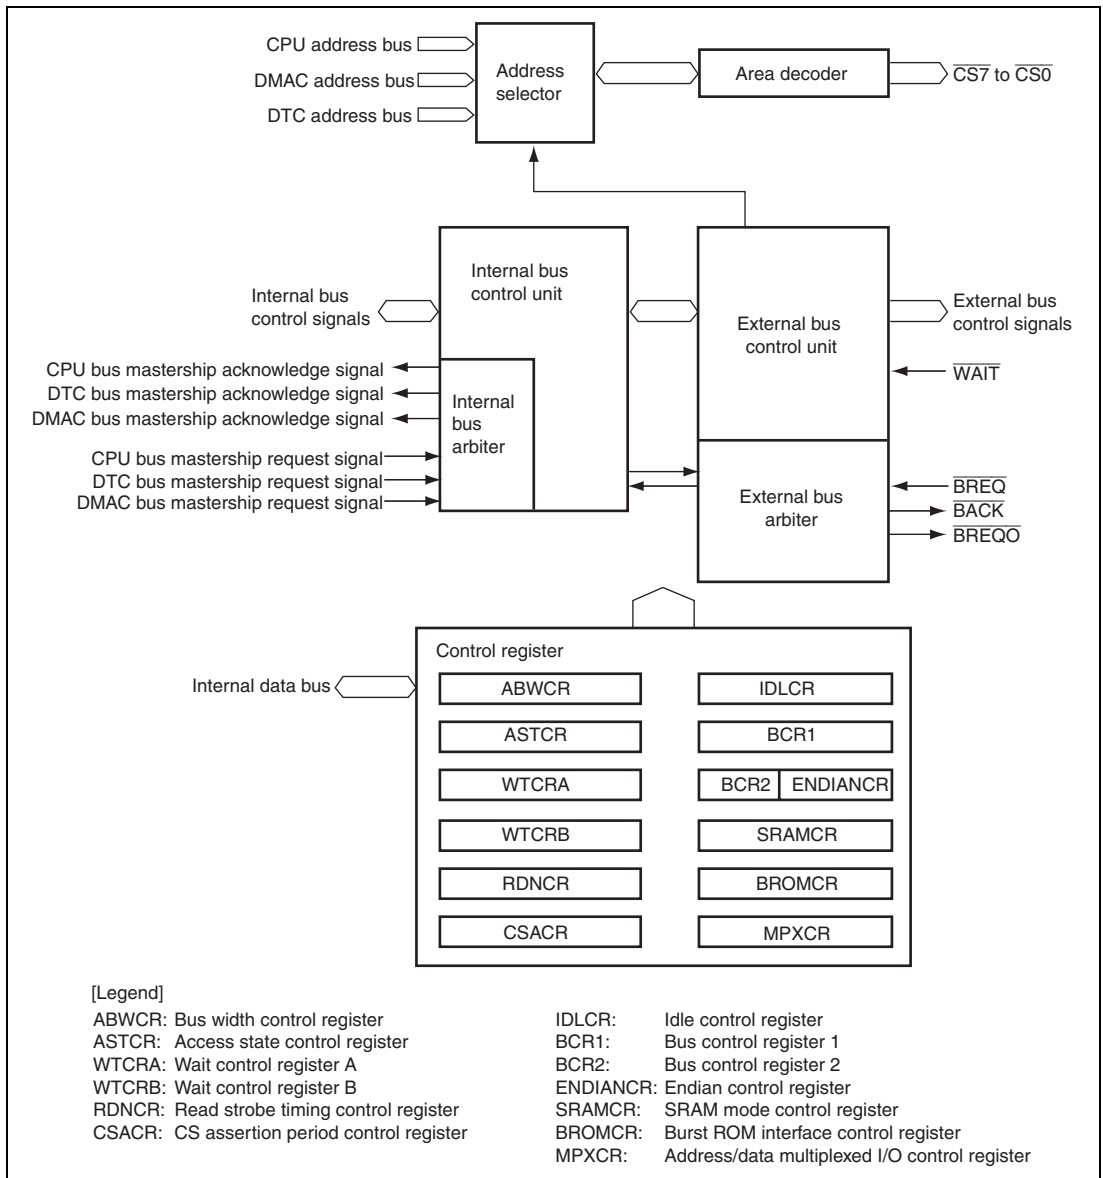 CPU address bus
DMAC address bus
DTC address bus
Address
selector
Area decoder
CS7 to CS0
Internal bus
control signals
Internal bus
control unit
External bus
control unit
External bus
control signals
WAIT
CPU bus mastership acknowledge signal
DTC bus mastership acknowledge signal
DMAC bus mastership acknowledge signal
CPU bus mastership request signal
DTC bus mastership request signal
DMAC bus mastership request signal
Internal
bus
arbiter
External bus
arbiter
BREQ
BACK
BREQO
Internal data bus
Control register
ABWCR
IDLCR
ASTCR
BCR1
WTCRA
BCR2 ENDIANCR
WTCRB
SRAMCR
RDNCR
BROMCR
CSACR
MPXCR
[Legend]
ABWCR: Bus width control register
ASTCR: Access state control register
WTCRA: Wait control register A
WTCRB: Wait control register B
RDNCR: Read strobe timing control register
CSACR: CS assertion period control register
IDLCR: Idle control register
BCR1: Bus control register 1
BCR2: Bus control register 2
ENDIANCR: Endian control register
SRAMCR: SRAM mode control register
BROMCR: Burst ROM interface control register
MPXCR: Address/data multiplexed I/O control register